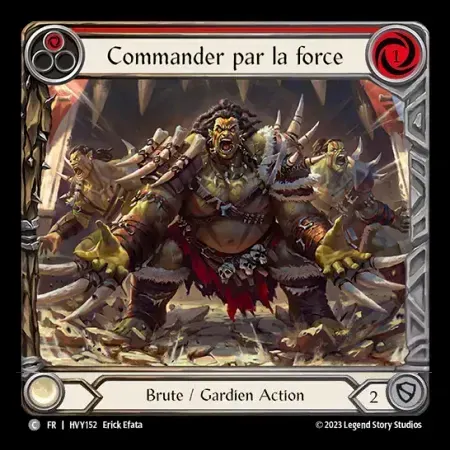 Commander par la force
1
Brute / Gardien Action
2
C FR | HVY152 Erick Efata
© 2023 Legend Story Studios